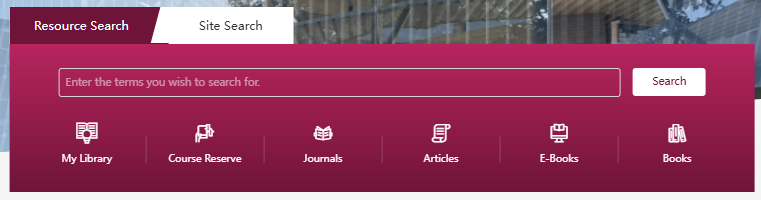 Resource Search
Site Search
Enter the terms you wish to search for.
Search
My Library
Course Reserve
Journals
Articles
E-Books
Books